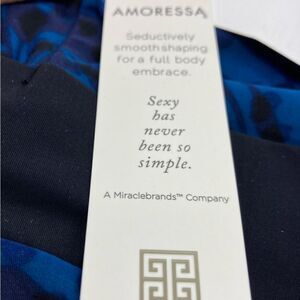 AMORESSA
Seductively
smooth shaping
for a full body
embrace.
Sexy
has
never
been so
simple.
A Miraclebrands™ Company